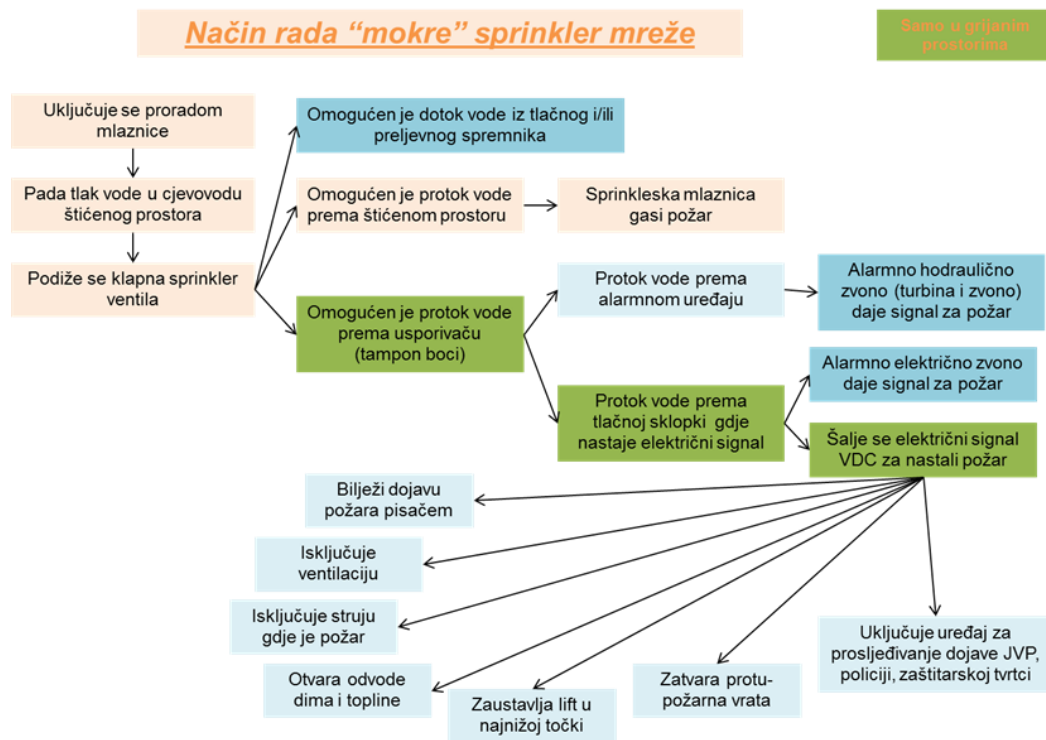 Način rada “mokre” sprinkler mreže
Samo u grijanim
prostorima
Uključuje se proradom
mlaznice
Omogućen je dotok vode iz tlačnog i/ili
preljevnog spremnika
Pada tlak vode u cjevovodu
štićenog prostora
Omogućen je protok vode
prema štićenom prostoru
Sprinkleska mlaznica
gasi požar
Podiže se klapna sprinkler
ventila
Omogućen je protok vode
prema usporivaču
(tampon boci)
Protok vode prema
alarmnom uređaju
Alarmno hodraulično
zvono (turbina i zvono)
daje signal za požar
Protok vode prema
tlačnoj sklopki gdje
nastaje električni signal
Alarmno električno zvono
daje signal za požar
Šalje se električni signal
VDC za nastali požar
Bilježi dojavu
požara pisačem
Isključuje
ventilaciju
Isključuje struju
gdje je požar
Otvara odvode
dima i topline
Zaustavlja lift u
najnižoj točki
Zatvara protu-
požarna vrata
Uključuje uređaj za
prosljeđivanje dojave JVP,
policiji, zaštitarskoj tvrtci